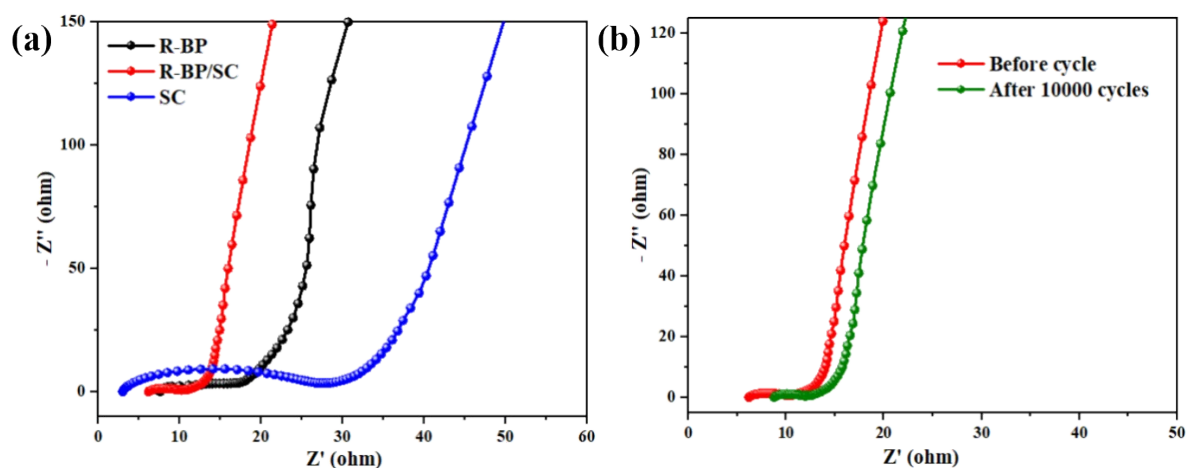 (a)
R-BP
R-BP/SC
SC
150
100
50
0
- Z'' (ohm)
0 10 20 30 40 50 60
Z' (ohm)
(b)
Before cycle
After 10000 cycles
120
100
80
60
40
20
0
- Z'' (ohm)
0 10 20 30 40 50
Z' (ohm)